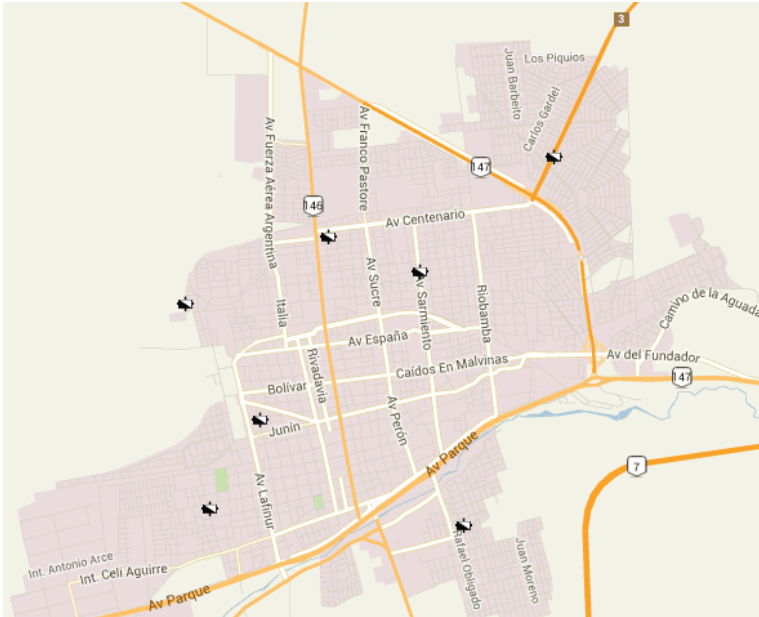 3
Los Piquios
Juan Barbeito
Carlos Gardel
Av Franco Pastore
Av Fuerza Aérea Argentina
147
146
Av Centenario
Av Sucre
Av Sarmiento
Riobamba
Italia
Camino de la Aguada
Av España
Rivadavia
Av del Fundador
Caídos En Malvinas
147
Bolívar
Av Perón
Junín
Av Parque
7
Av Lafinur
Rafael Obligado
Juan Moreno
Int. Antonio Arce
Int. Celi Aguirre
Av Parque